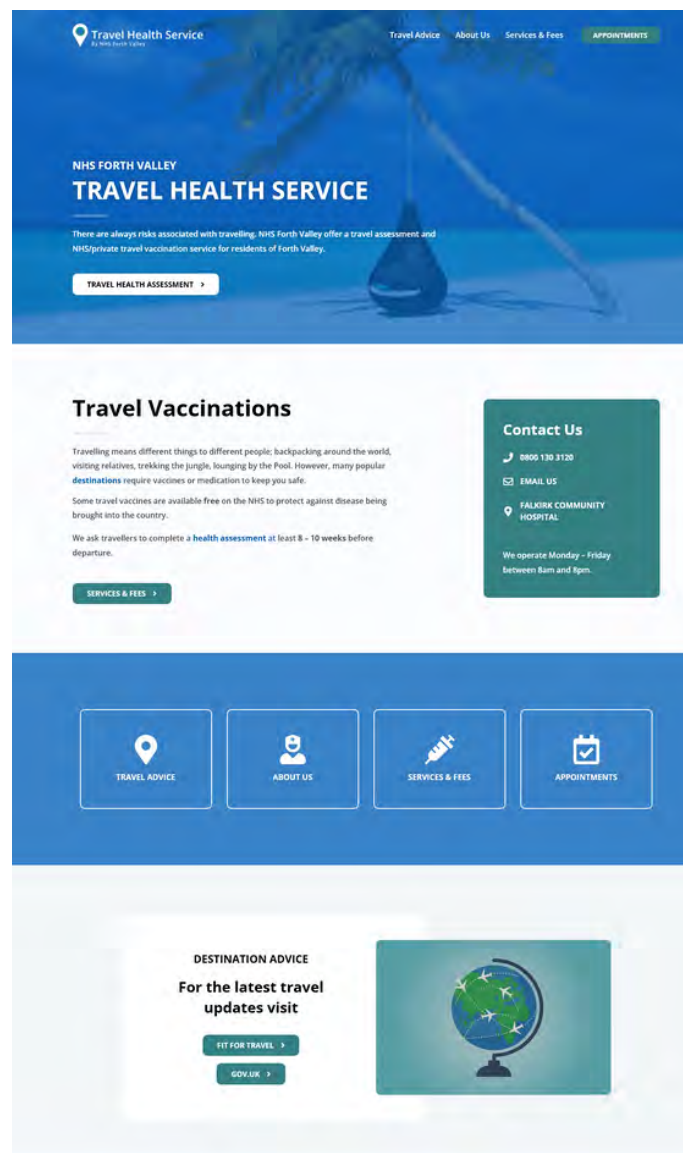 Travel Health Service
By NHS Forth Valley
Travel Advice About Us Services & Fees APPOINTMENTS
NHS FORTH VALLEY
TRAVEL HEALTH SERVICE
There are always risks associated with travelling. NHS Forth Valley offer a travel assessment and
NHS/private travel vaccination service for residents of Forth Valley.
TRAVEL HEALTH ASSESSMENT >
Travel Vaccinations
Travelling means different things to different people; backpacking around the world,
visiting relatives, trekking the jungle, lounging by the Pool. However, many popular
destinations require vaccines or medication to keep you safe.
Some travel vaccines are available free on the NHS to protect against disease being
brought into the country.
We ask travellers to complete a health assessment at least 8 – 10 weeks before
departure.
SERVICES & FEES >
Contact Us
0800 130 3120
EMAIL US
FALKIRK COMMUNITY
HOSPITAL
We operate Monday – Friday
between 8am and 8pm.
TRAVEL ADVICE
ABOUT US
SERVICES & FEES
APPOINTMENTS
DESTINATION ADVICE
For the latest travel
updates visit
FIT FOR TRAVEL >
GOV.UK >